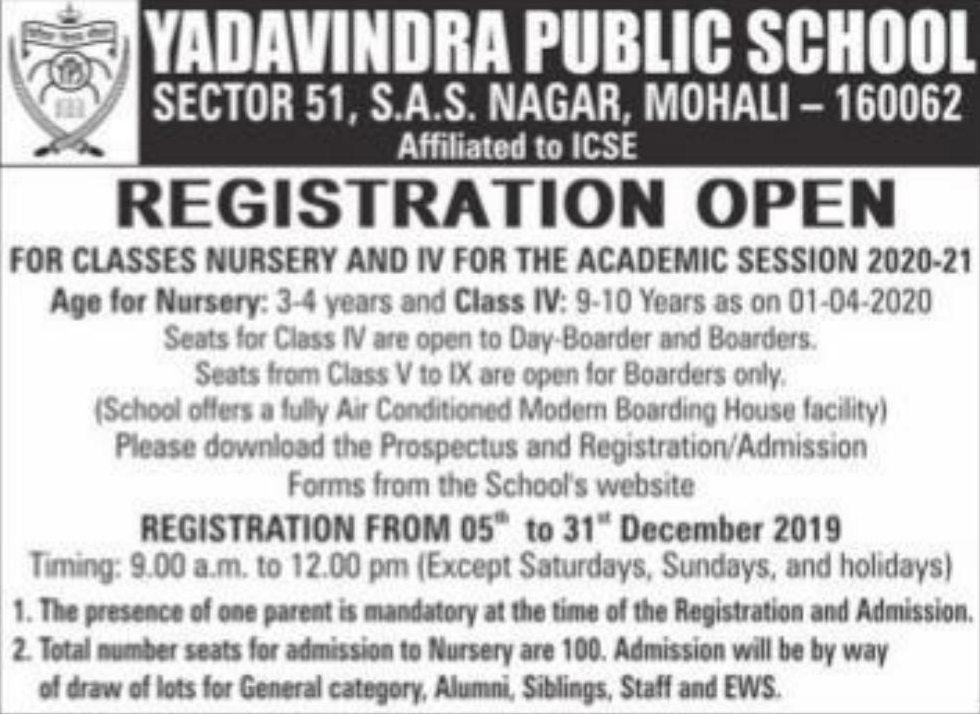 YADAVINDRA PUBLIC SCHOOL
SECTOR 51, S.A.S. NAGAR, MOHALI – 160062
Affiliated to ICSE
REGISTRATION OPEN
FOR CLASSES NURSERY AND IV FOR THE ACADEMIC SESSION 2020-21
Age for Nursery: 3-4 years and Class IV: 9-10 Years as on 01-04-2020
Seats for Class IV are open to Day-Boarder and Boarders.
Seats from Class V to IX are open for Boarders only.
(School offers a fully Air Conditioned Modern Boarding House facility)
Please download the Prospectus and Registration/Admission
Forms from the School's website
REGISTRATION FROM 05th to 31st December 2019
Timing: 9.00 a.m. to 12.00 pm (Except Saturdays, Sundays, and holidays)
1. The presence of one parent is mandatory at the time of the Registration and Admission.
2. Total number seats for admission to Nursery are 100. Admission will be by way
of draw of lots for General category, Alumni, Siblings, Staff and EWS.